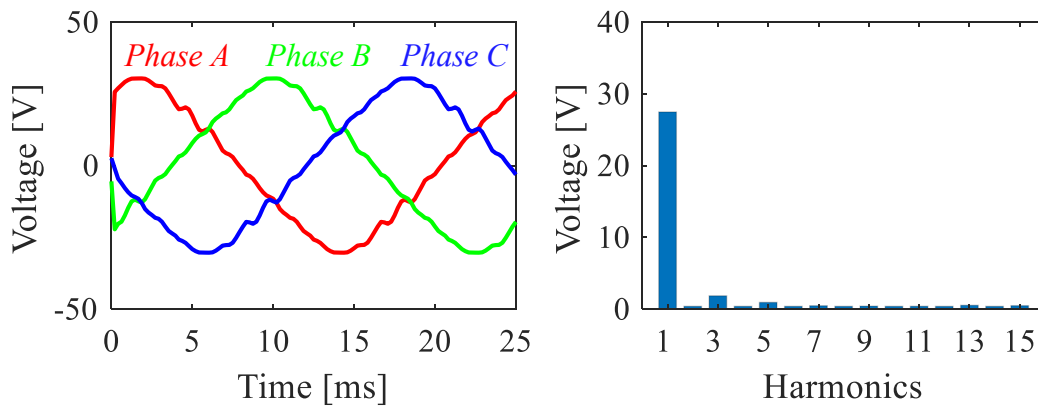 Voltage [V]
50
0
-50
Phase A Phase B Phase C
0 5 10 15 20 25
Time [ms]
Voltage [V]
40
30
20
10
0
1 3 5 7 9 11 13 15
Harmonics